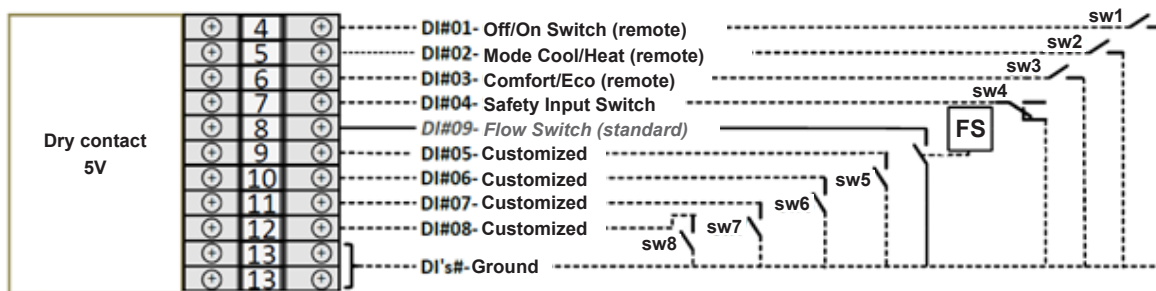 sw1
4 DI#01- Off/On Switch (remote)
sw2
5 DI#02- Mode Cool/Heat (remote)
sw3
6 DI#03- Comfort/Eco (remote)
sw4
7 DI#04- Safety Input Switch
Dry contact
5V
8 DI#09- Flow Switch (standard)
FS
9 DI#05- Customized
sw5
10 DI#06- Customized
sw6
11 DI#07- Customized
sw7
12 DI#08- Customized
sw8
13
DI's#- Ground
13